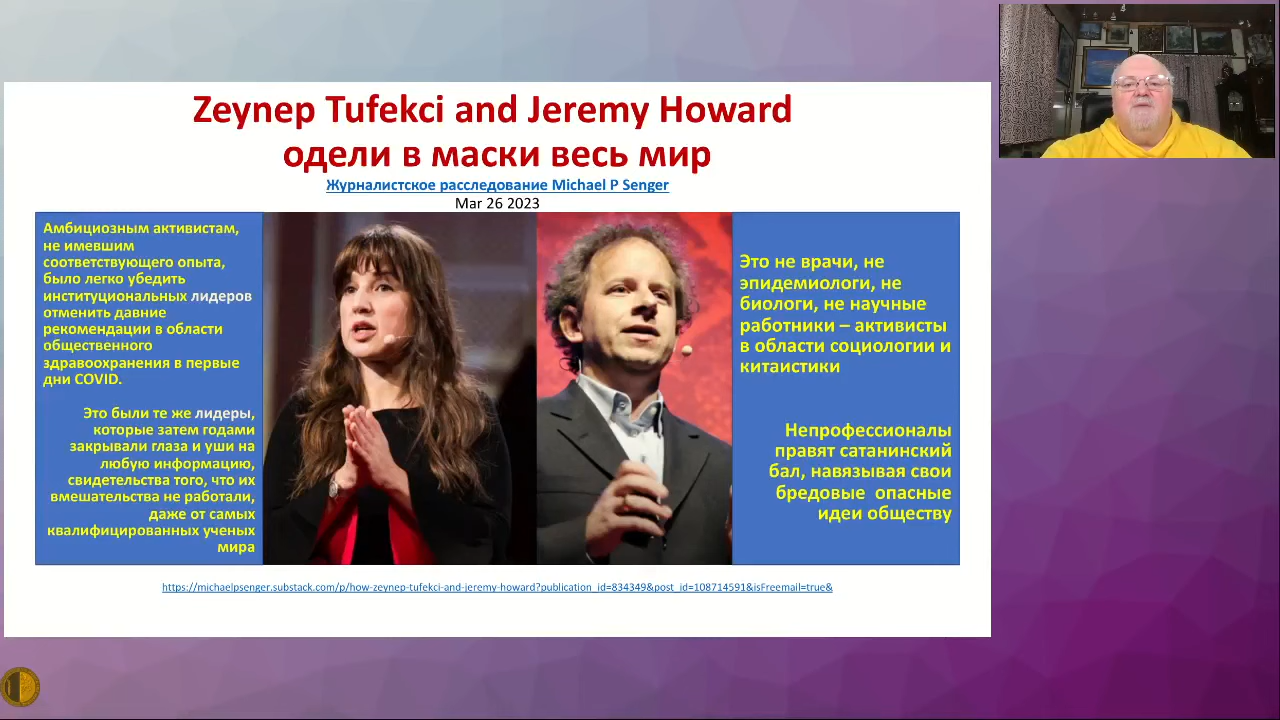 Zeynep Tufekci and Jeremy Howard
одели в маски весь мир
Журналистское расследование Michael P Senger
Mar 26 2023
Амбициозным активистам,
не имевшим
соответствующего опыта,
было легко убедить
институциональных лидеров
отменить давние
рекомендации в области
общественного
здравоохранения в первые
дни COVID.
Это были те же лидеры,
которые затем годами
закрывали глаза и уши на
любую информацию,
свидетельства того, что их
вмешательства не работали,
даже от самых
квалифицированных ученых
мира
Это не врачи, не
эпидемиологи, не
биологи, не научные
работники – активисты
в области социологии и
китаистики
Непрофессионалы
правят сатанинский
бал, навязывая свои
бредовые опасные
идеи обществу
https://michaelpsenger.substack.com/p/how-zeynep-tufekci-and-jeremy-howard?publication_id=834349&post_id=108714591&isFreemail=true&